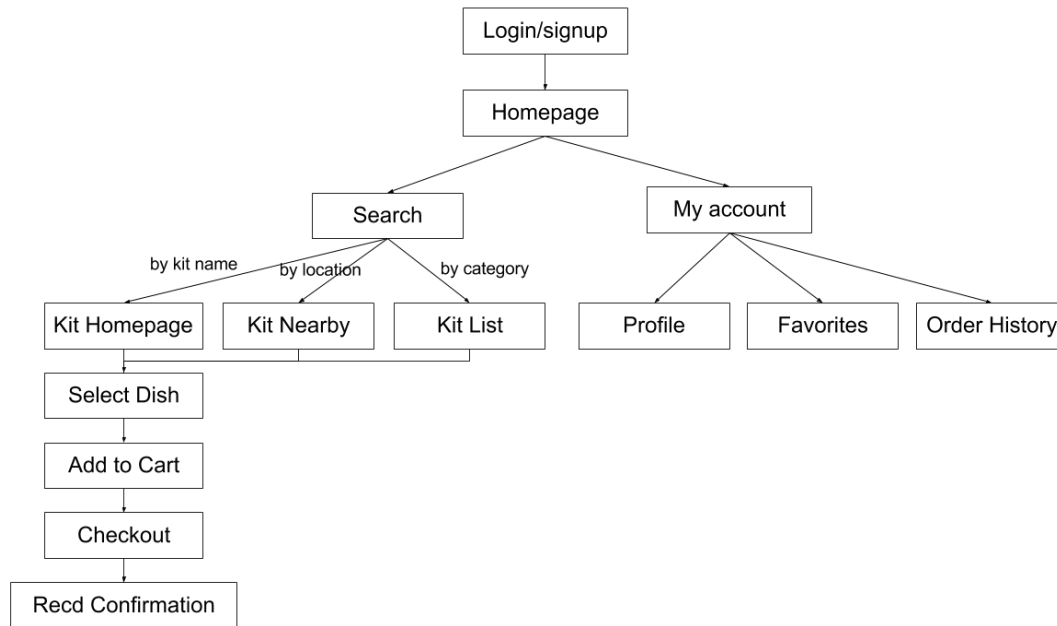 Login/signup
Homepage
Search
My account
by kit name
by location
by category
Kit Homepage
Kit Nearby
Kit List
Profile
Favorites
Order History
Select Dish
Add to Cart
Checkout
Recd Confirmation